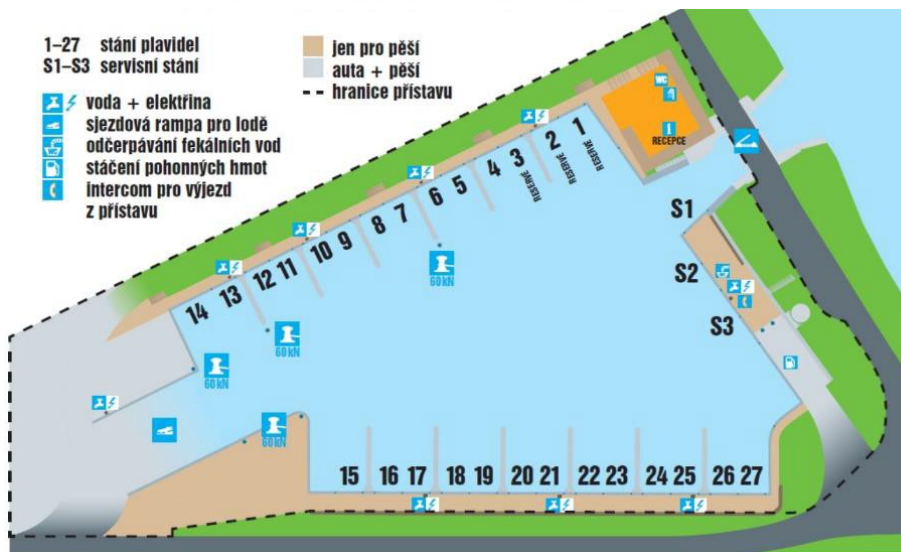 1–27 stání plavidel
S1–S3 servisní stání
voda + elektřina
sjezdová rampa pro lodě
odčerpávání fekálních vod
stáčení pohonných hmot
intercom pro výjezd
z přístavu
jen pro pěší
auta + pěší
hranice přístavu
WC
i
RECEPCE
1
RESERVÉ
2
RESERVÉ
3
RESERVÉ
4
5
6
7
8
9
10
11
12
13
14
60 kN
60 kN
60 kN
60 kN
S1
S2
S3
15
16
17
18
19
20
21
22
23
24
25
26
27